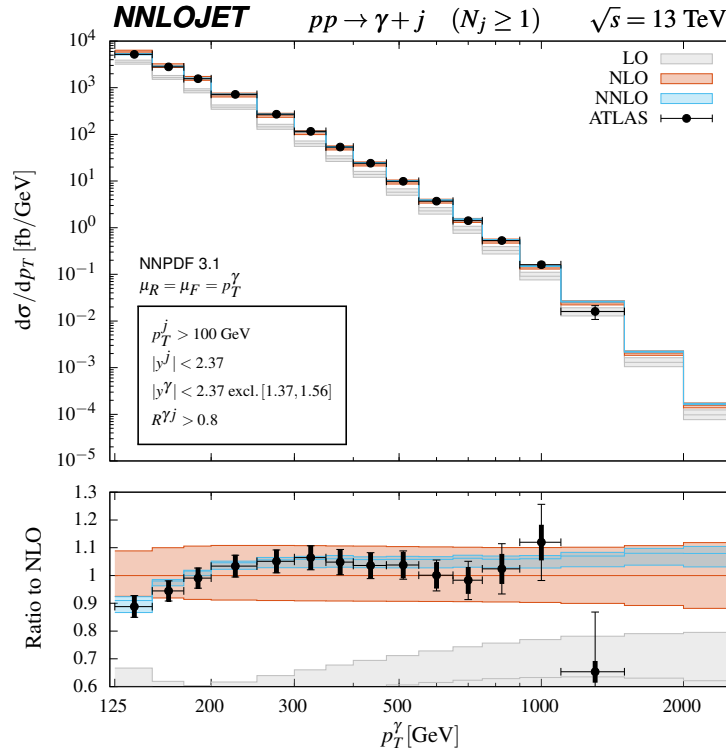 NNLOJET pp → γ + j (N_j ≥ 1) √s = 13 TeV
LO
NLO
NNLO
ATLAS
dσ/dp_T [fb/GeV]
10^4
10^3
10^2
10^1
10^0
10^−1
10^−2
10^−3
10^−4
10^−5
NNPDF 3.1
μ_R = μ_F = p_T^γ
p_T^j > 100 GeV
|y^j| < 2.37
|y^γ| < 2.37 excl. [1.37, 1.56]
R^γj > 0.8
Ratio to NLO
1.3
1.2
1.1
1.0
0.9
0.8
0.7
0.6
125 200 300 500 1000 2000
p_T^γ [GeV]